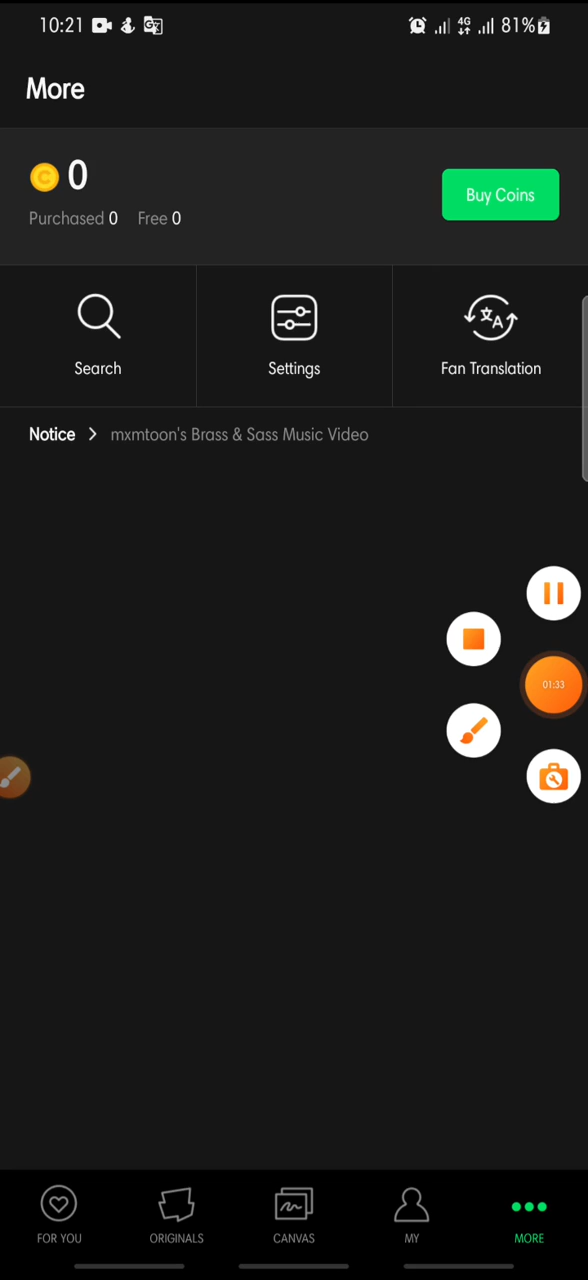 10:21 4G 81%
More
0
Purchased 0 Free 0
Buy Coins
Search
Settings
Fan Translation
Notice > mxmtoon's Brass & Sass Music Video
01:33
FOR YOU
ORIGINALS
CANVAS
MY
MORE